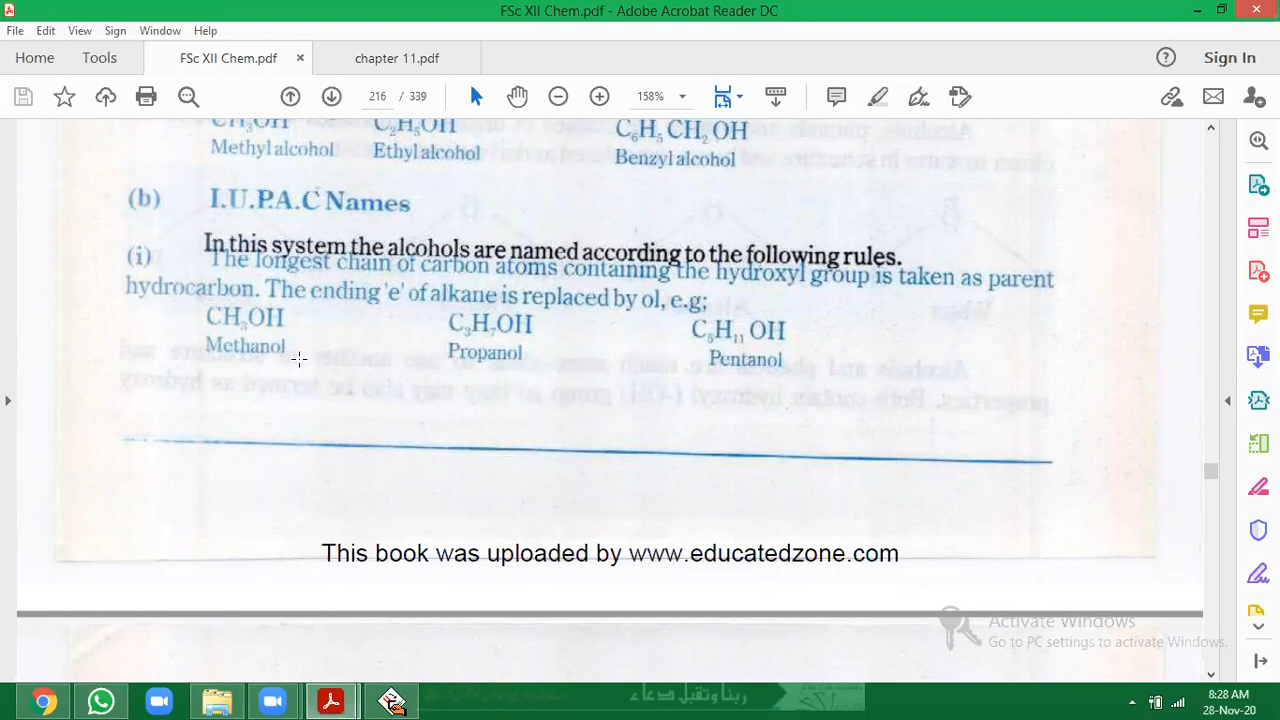 FSc XII Chem.pdf - Adobe Acrobat Reader DC
File Edit View Sign Window Help
Home Tools FSc XII Chem.pdf × chapter 11.pdf Sign In
216 / 339 158%
CH3OH C2H5OH C6H5 CH2 OH
Methyl alcohol Ethyl alcohol Benzyl alcohol
(b) I.U.P.A.C Names
In this system the alcohols are named according to the following rules.
(i) The longest chain of carbon atoms containing the hydroxyl group is taken as parent
hydrocarbon. The ending 'e' of alkane is replaced by ol, e.g;
CH3OH C3H7OH C5H11 OH
Methanol Propanol Pentanol
This book was uploaded by www.educatedzone.com
Activate Windows
Go to PC settings to activate Windows.
ربنا وتقبل دعاء
8:28 AM
28-Nov-20